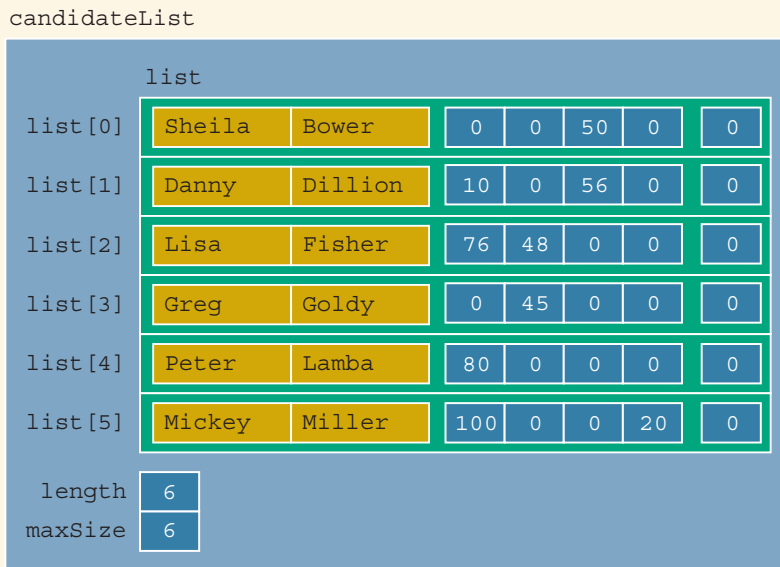 candidateList
list
list[0] Sheila Bower 0 0 50 0 0
list[1] Danny Dillion 10 0 56 0 0
list[2] Lisa Fisher 76 48 0 0 0
list[3] Greg Goldy 0 45 0 0 0
list[4] Peter Lamba 80 0 0 0 0
list[5] Mickey Miller 100 0 0 20 0
length 6
maxSize 6